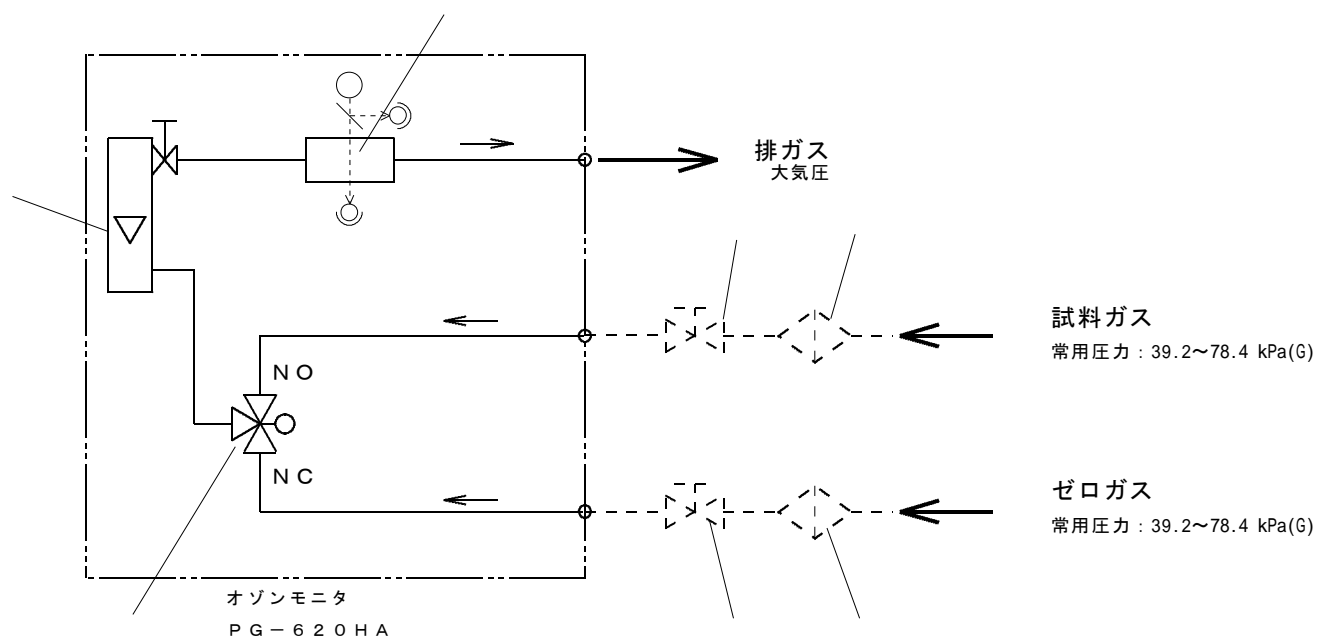 排ガス
大気圧
試料ガス
常用圧力：39.2～78.4 kPa(G)
ＮＯ
ＮＣ
ゼロガス
常用圧力：39.2～78.4 kPa(G)
オゾンモニタ
ＰＧ－６２０ＨＡ